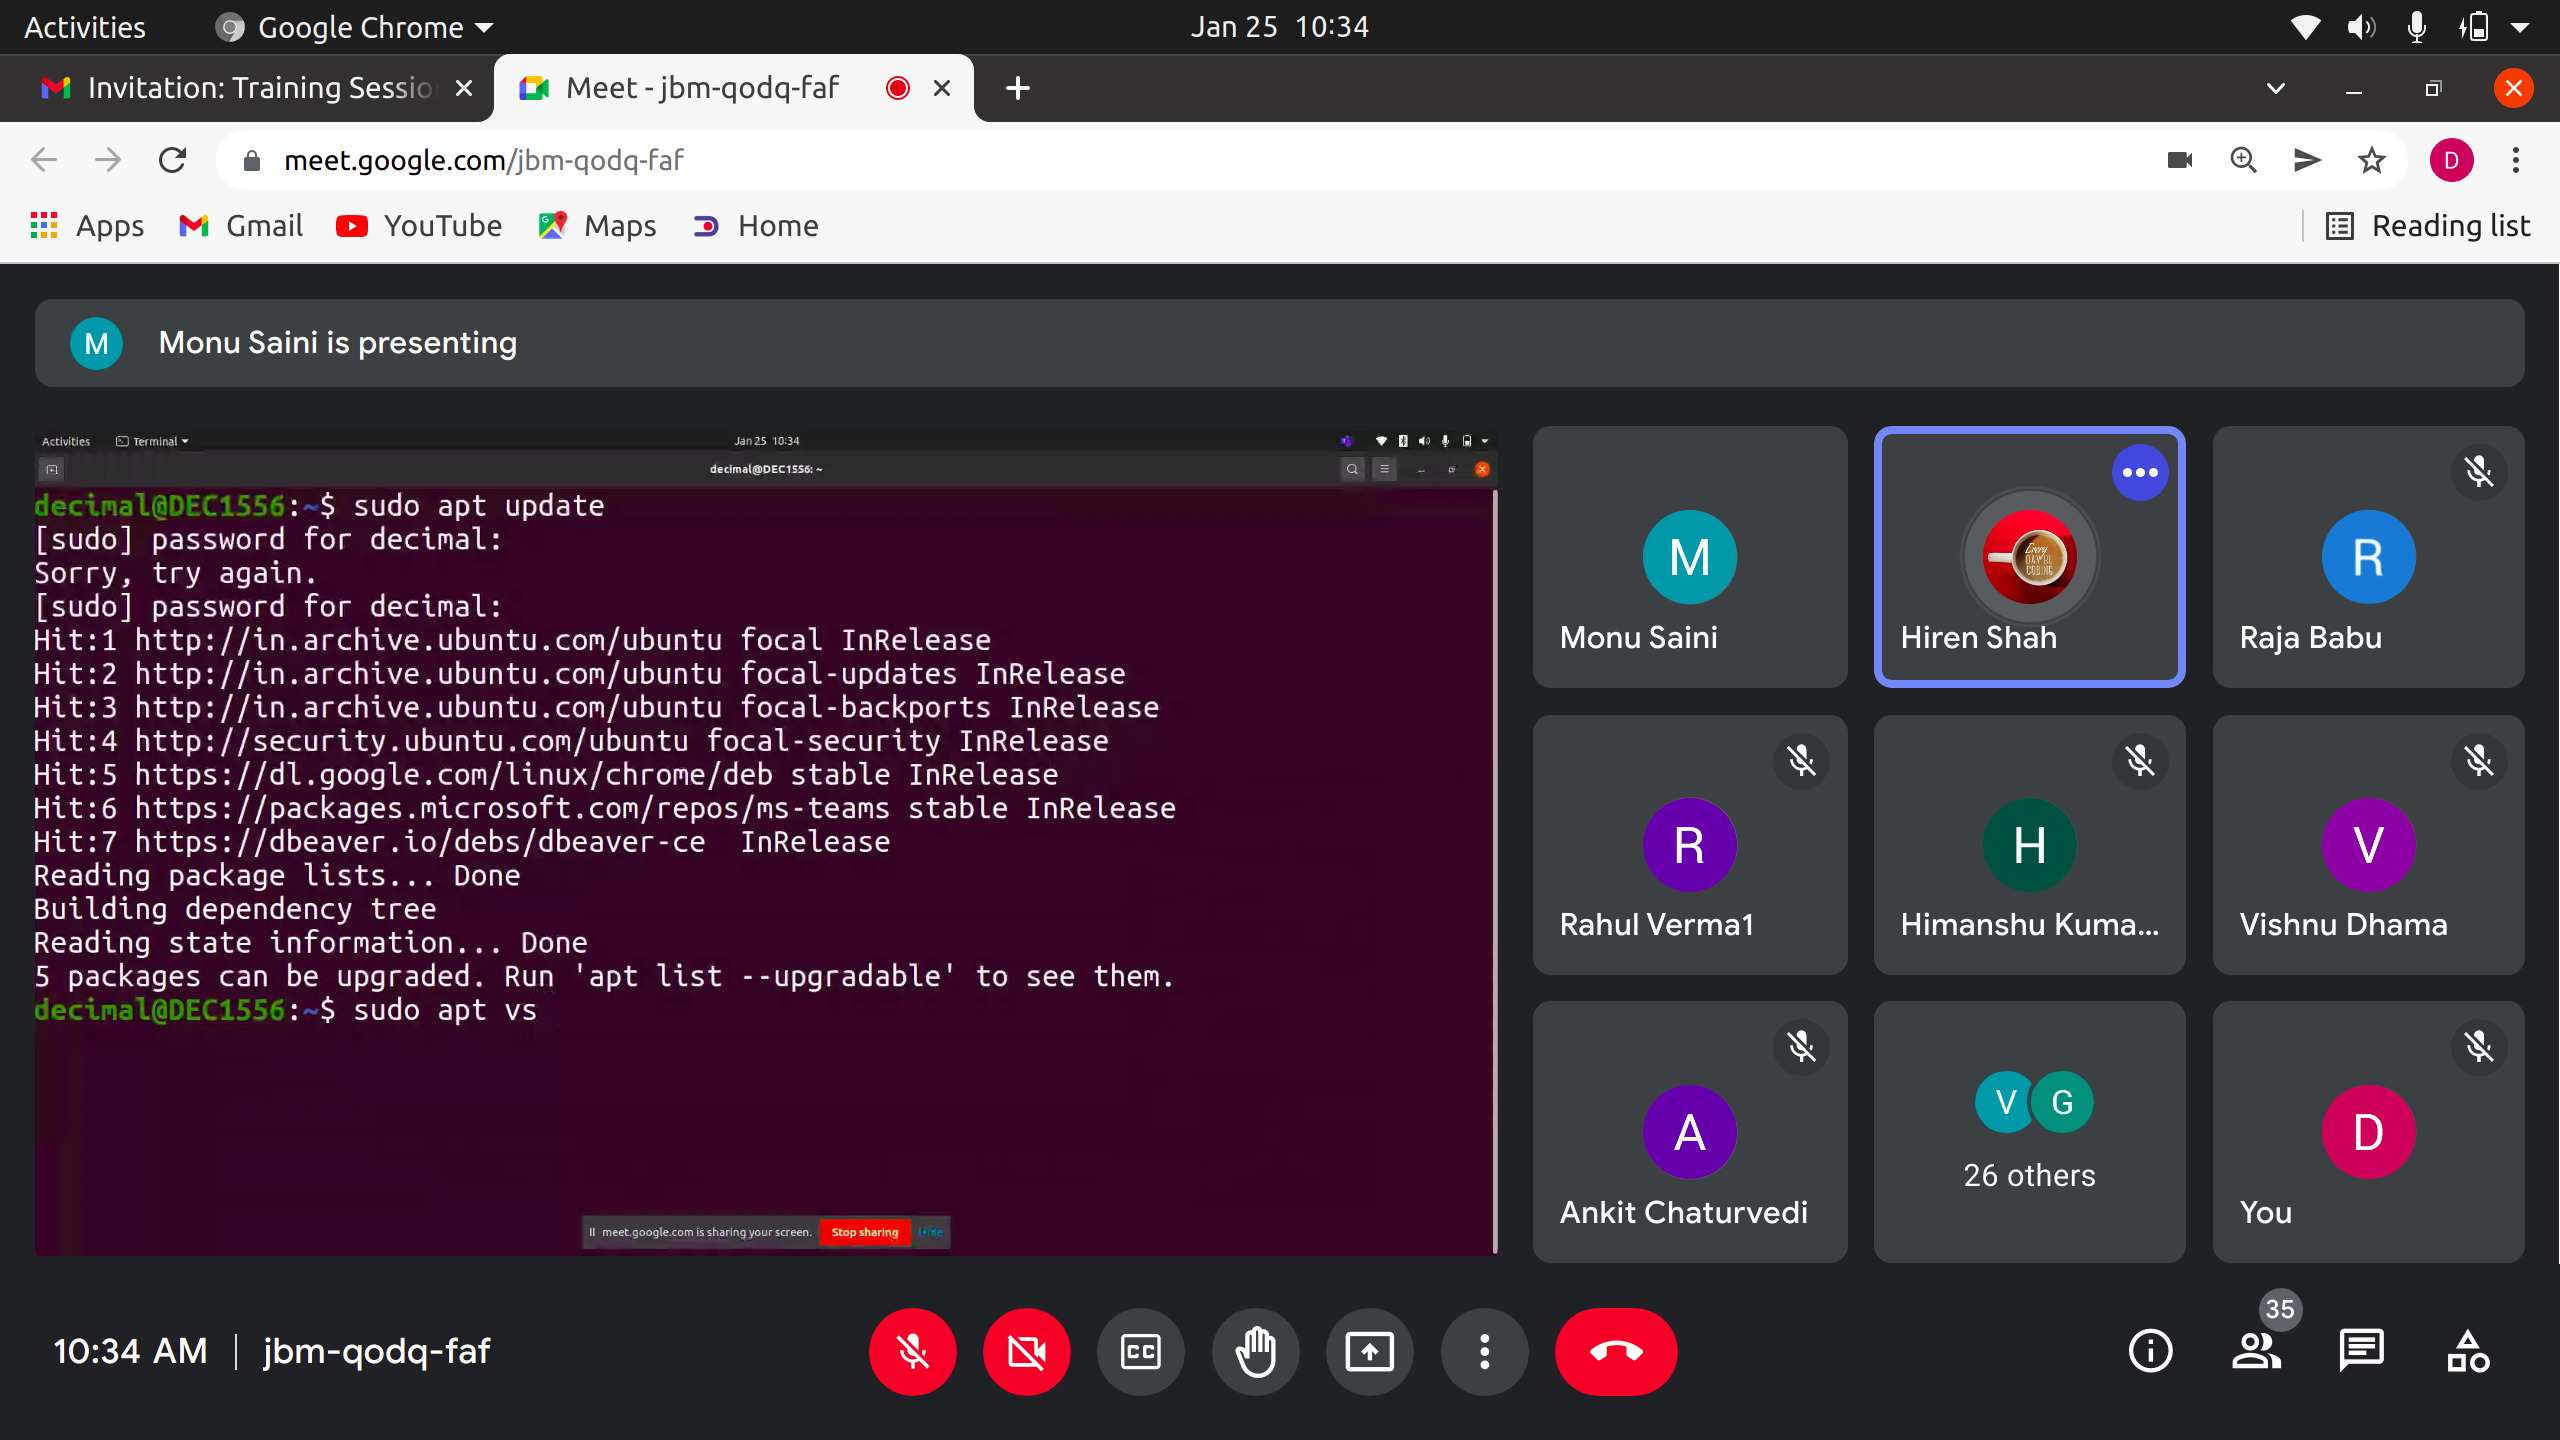 Activities Google Chrome Jan 25 10:34
Invitation: Training Sessio Meet - jbm-qodq-faf
meet.google.com/jbm-qodq-faf D
Apps Gmail YouTube Maps Home Reading list
M Monu Saini is presenting
Activities Terminal Jan 25 10:34
decimal@DEC1556: ~
decimal@DEC1556:~$ sudo apt update
[sudo] password for decimal:
Sorry, try again.
[sudo] password for decimal:
Hit:1 http://in.archive.ubuntu.com/ubuntu focal InRelease
Hit:2 http://in.archive.ubuntu.com/ubuntu focal-updates InRelease
Hit:3 http://in.archive.ubuntu.com/ubuntu focal-backports InRelease
Hit:4 http://security.ubuntu.com/ubuntu focal-security InRelease
Hit:5 https://dl.google.com/linux/chrome/deb stable InRelease
Hit:6 https://packages.microsoft.com/repos/ms-teams stable InRelease
Hit:7 https://dbeaver.io/debs/dbeaver-ce  InRelease
Reading package lists... Done
Building dependency tree
Reading state information... Done
5 packages can be upgraded. Run 'apt list --upgradable' to see them.
decimal@DEC1556:~$ sudo apt vs
meet.google.com is sharing your screen. Stop sharing Hide
M
Monu Saini
Every
CODING
Hiren Shah
R
Raja Babu
R
Rahul Verma1
H
Himanshu Kuma...
V
Vishnu Dhama
A
Ankit Chaturvedi
V G
26 others
D
You
10:34 AM | jbm-qodq-faf
CC
35